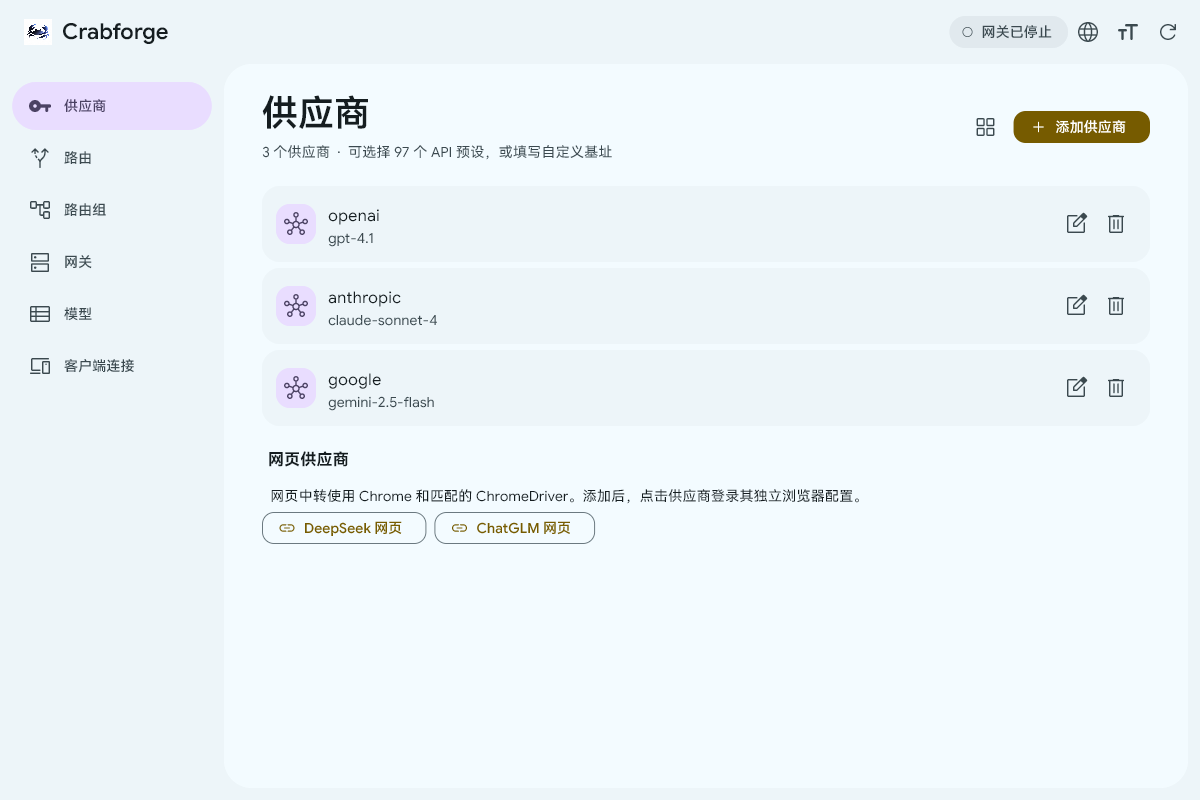 Crabforge
网关已停止
供应商
路由
路由组
网关
模型
客户端连接
供应商
3 个供应商 · 可选择 97 个 API 预设，或填写自定义基址
添加供应商
openai
gpt-4.1
anthropic
claude-sonnet-4
google
gemini-2.5-flash
网页供应商
网页中转使用 Chrome 和匹配的 ChromeDriver。添加后，点击供应商登录其独立浏览器配置。
DeepSeek 网页
ChatGLM 网页